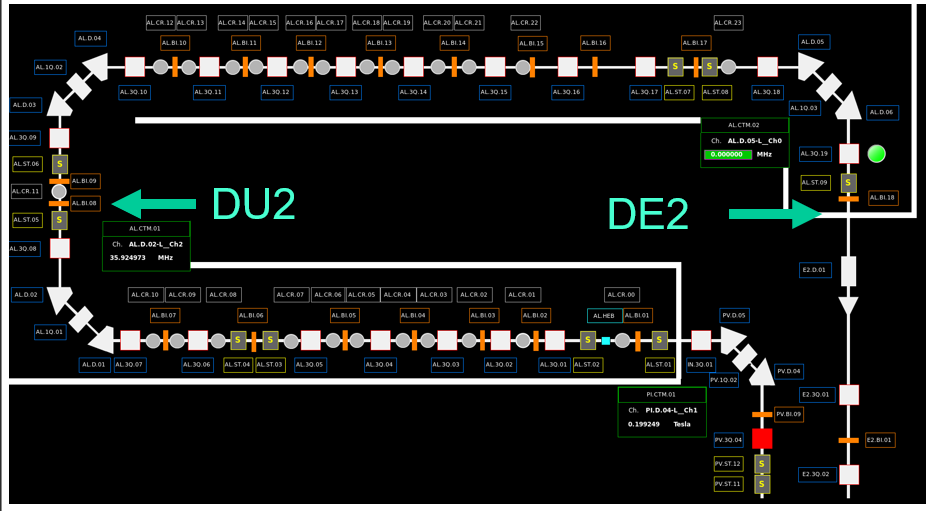 AL.CR.12 AL.CR.13 AL.CR.14 AL.CR.15 AL.CR.16 AL.CR.17 AL.CR.18 AL.CR.19 AL.CR.20 AL.CR.21 AL.CR.22 AL.CR.23
AL.D.04 AL.BI.10 AL.BI.11 AL.BI.12 AL.BI.13 AL.BI.14 AL.BI.15 AL.BI.16 AL.BI.17 AL.D.05
AL.1Q.02 S S
AL.3Q.10 AL.3Q.11 AL.3Q.12 AL.3Q.13 AL.3Q.14 AL.3Q.15 AL.3Q.16 AL.3Q.17 AL.ST.07 AL.ST.08 AL.3Q.18
AL.D.03 AL.1Q.03 AL.D.06
AL.CTM.02
AL.3Q.09 Ch. AL.D.05-L__Ch0
0.000000 MHz AL.3Q.19
AL.ST.06 S
AL.ST.09 S
AL.BI.09
AL.CR.11
AL.BI.08 DU2 DE2 AL.BI.18
AL.ST.05 S
AL.CTM.01
AL.3Q.08 Ch. AL.D.02-L__Ch2
35.924973 MHz
E2.D.01
AL.D.02 AL.CR.10 AL.CR.09 AL.CR.08 AL.CR.07 AL.CR.06 AL.CR.05 AL.CR.04 AL.CR.03 AL.CR.02 AL.CR.01 AL.CR.00
AL.BI.07 AL.BI.06 AL.BI.05 AL.BI.04 AL.BI.03 AL.BI.02 AL.HEB AL.BI.01 PV.D.05
AL.1Q.01
S S S S
AL.D.01 AL.3Q.07 AL.3Q.06 AL.ST.04 AL.ST.03 AL.3Q.05 AL.3Q.04 AL.3Q.03 AL.3Q.02 AL.3Q.01 AL.ST.02 AL.ST.01 IN.3Q.01
PV.D.04
PV.1Q.02
PI.CTM.01
E2.3Q.01
Ch. PI.D.04-L__Ch1
PV.BI.09
0.199249 Tesla
PV.3Q.04 E2.BI.01
PV.ST.12 S
E2.3Q.02
PV.ST.11 S